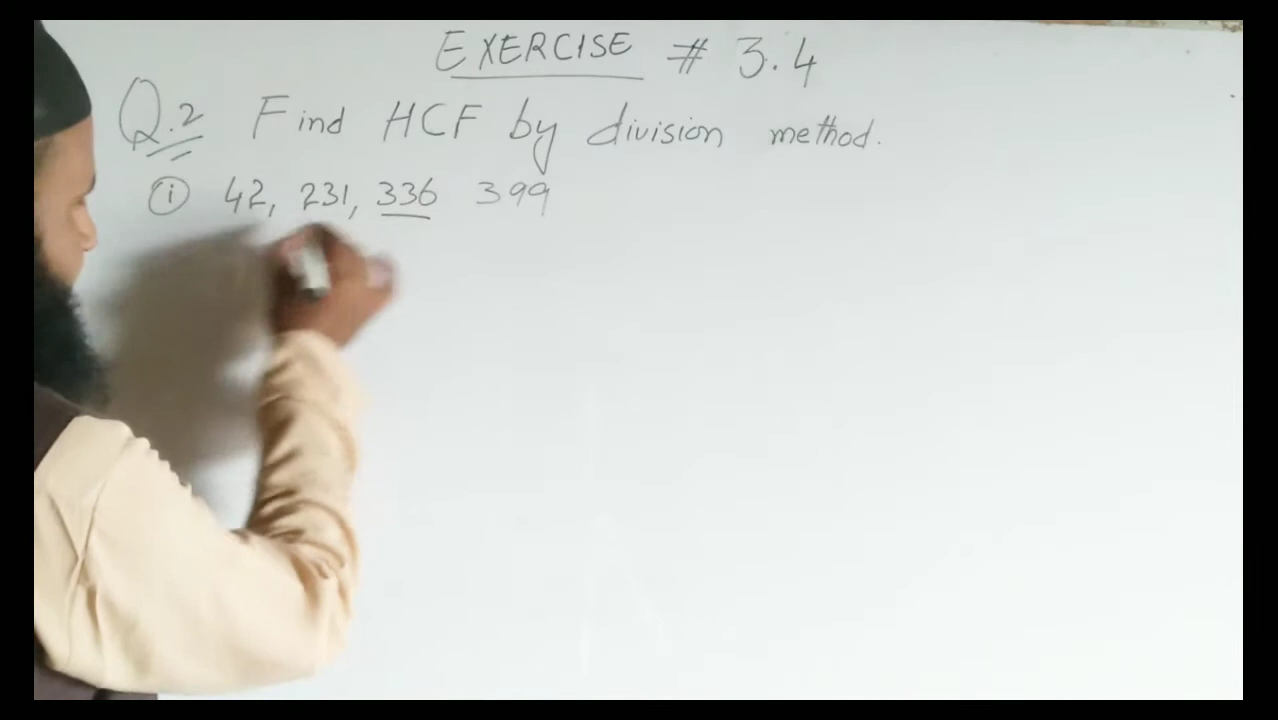 EXERCISE # 3.4
Q.2 Find HCF by division method.
(i) 42, 231, 336 399